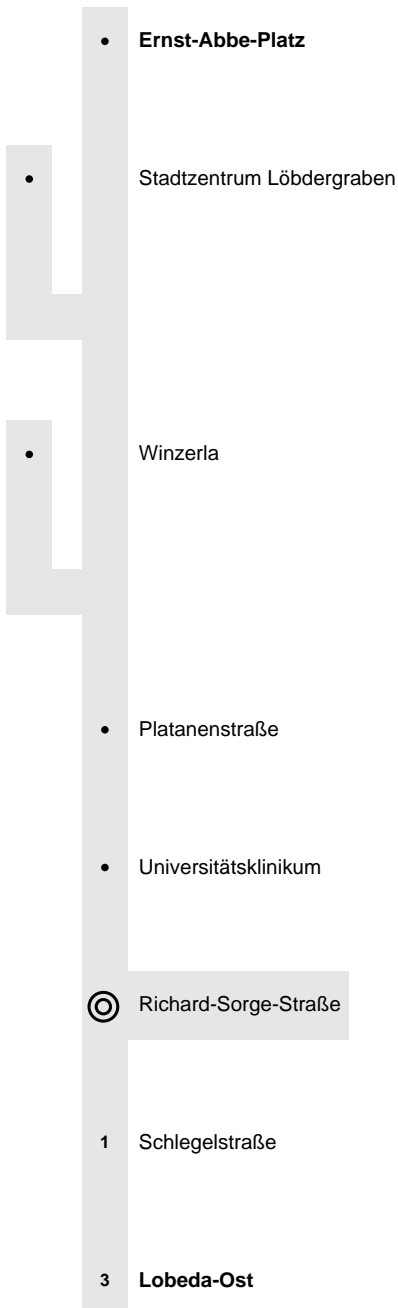 Ernst-Abbe-Platz
Stadtzentrum Löbdergraben
Winzerla
Platanenstraße
Universitätsklinikum
Richard-Sorge-Straße
1 Schlegelstraße
3 Lobeda-Ost